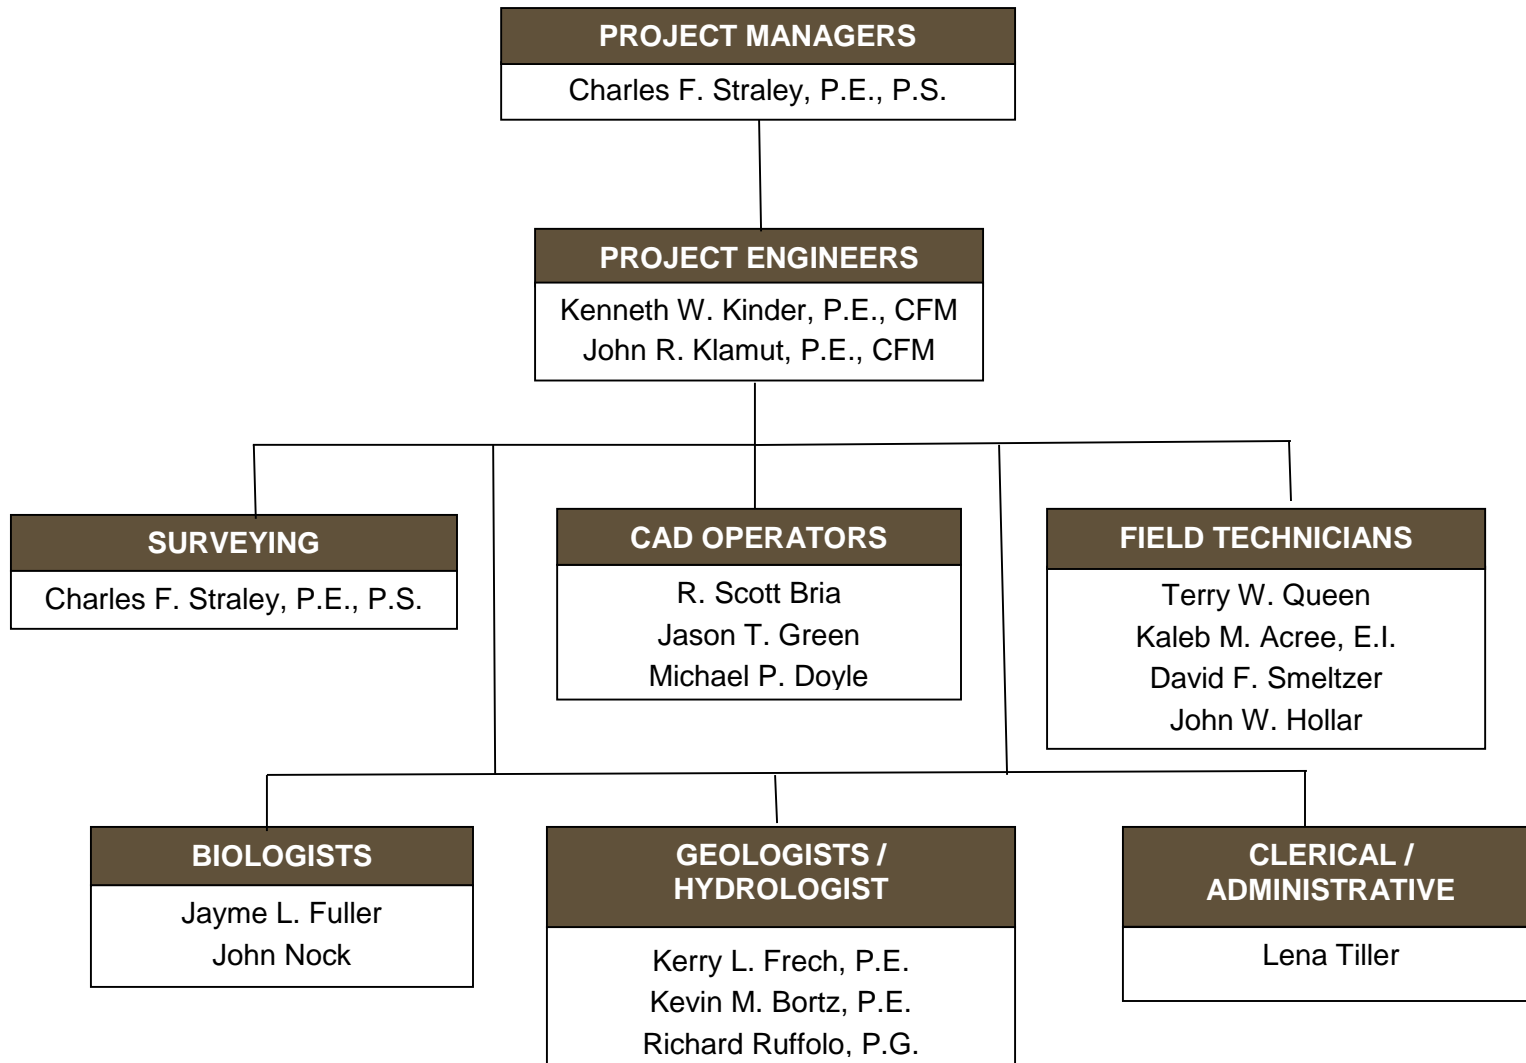 PROJECT MANAGERS
Charles F. Straley, P.E., P.S.
PROJECT ENGINEERS
Kenneth W. Kinder, P.E., CFM
John R. Klamut, P.E., CFM
SURVEYING
Charles F. Straley, P.E., P.S.
CAD OPERATORS
R. Scott Bria
Jason T. Green
Michael P. Doyle
FIELD TECHNICIANS
Terry W. Queen
Kaleb M. Acree, E.I.
David F. Smeltzer
John W. Hollar
BIOLOGISTS
Jayme L. Fuller
John Nock
GEOLOGISTS /
HYDROLOGIST
Kerry L. Frech, P.E.
Kevin M. Bortz, P.E.
Richard Ruffolo, P.G.
CLERICAL /
ADMINISTRATIVE
Lena Tiller